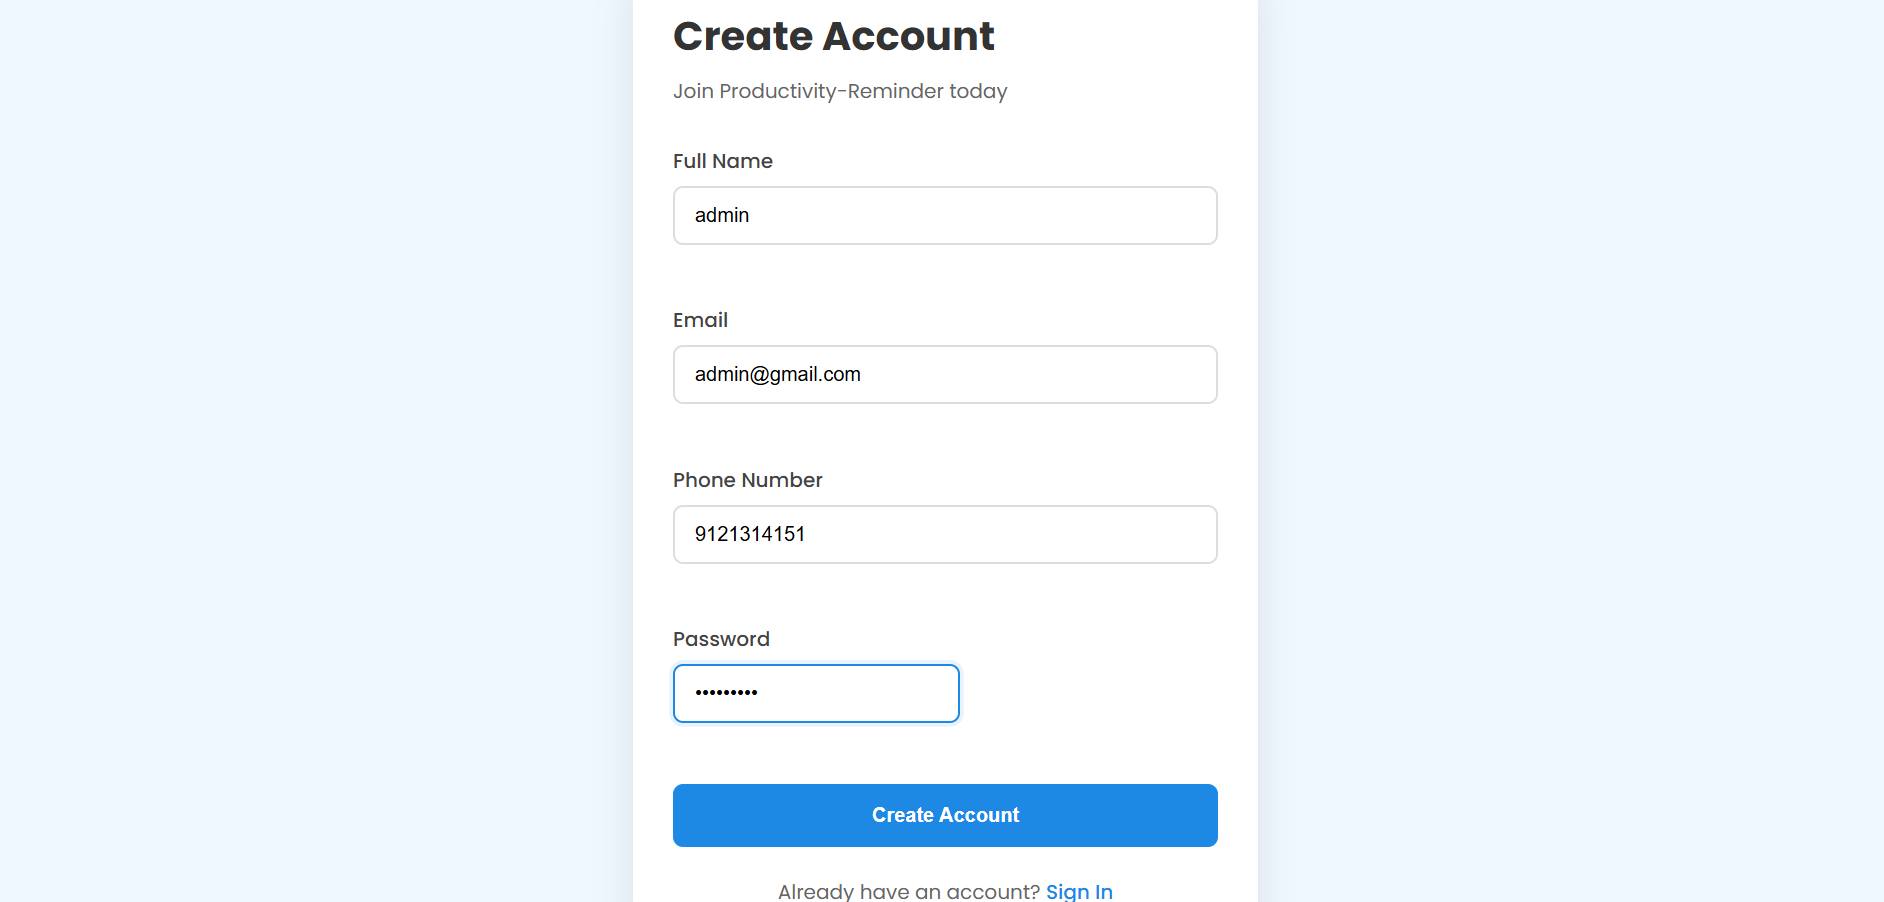 Create Account
Join Productivity-Reminder today
Full Name
admin
Email
admin@gmail.com
Phone Number
9121314151
Password
•••••••••
Create Account
Already have an account? Sign In